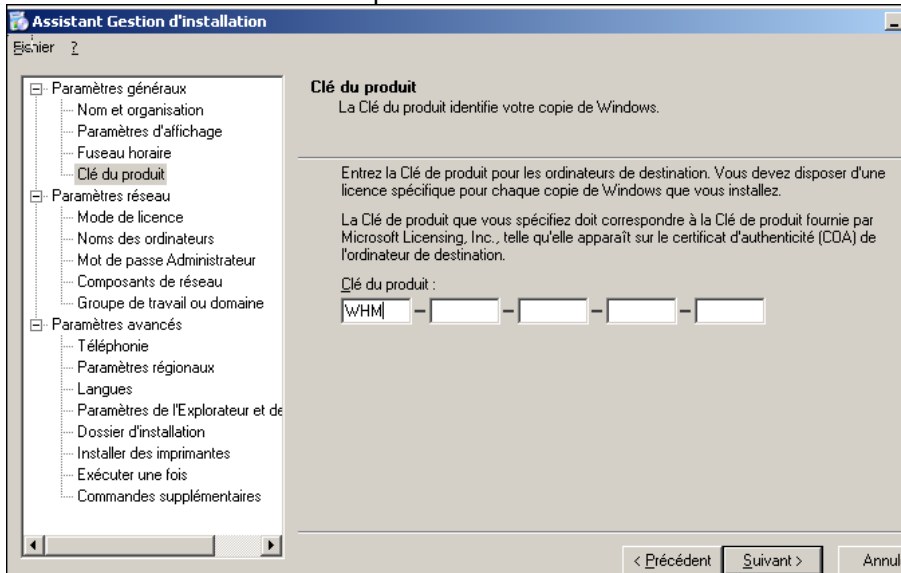 Assistant Gestion d'installation
Fichier ?
Paramètres généraux
Nom et organisation
Paramètres d'affichage
Fuseau horaire
Clé du produit
Paramètres réseau
Mode de licence
Noms des ordinateurs
Mot de passe Administrateur
Composants de réseau
Groupe de travail ou domaine
Paramètres avancés
Téléphonie
Paramètres régionaux
Langues
Paramètres de l'Explorateur et de
Dossier d'installation
Installer des imprimantes
Exécuter une fois
Commandes supplémentaires
Clé du produit
La Clé du produit identifie votre copie de Windows.
Entrez la Clé de produit pour les ordinateurs de destination. Vous devez disposer d'une
licence spécifique pour chaque copie de Windows que vous installez.
La Clé de produit que vous spécifiez doit correspondre à la Clé de produit fournie par
Microsoft Licensing, Inc., telle qu'elle apparaît sur le certificat d'authenticité (COA) de
l'ordinateur de destination.
Clé du produit :
WHM – – – –
< Précédent Suivant > Annul